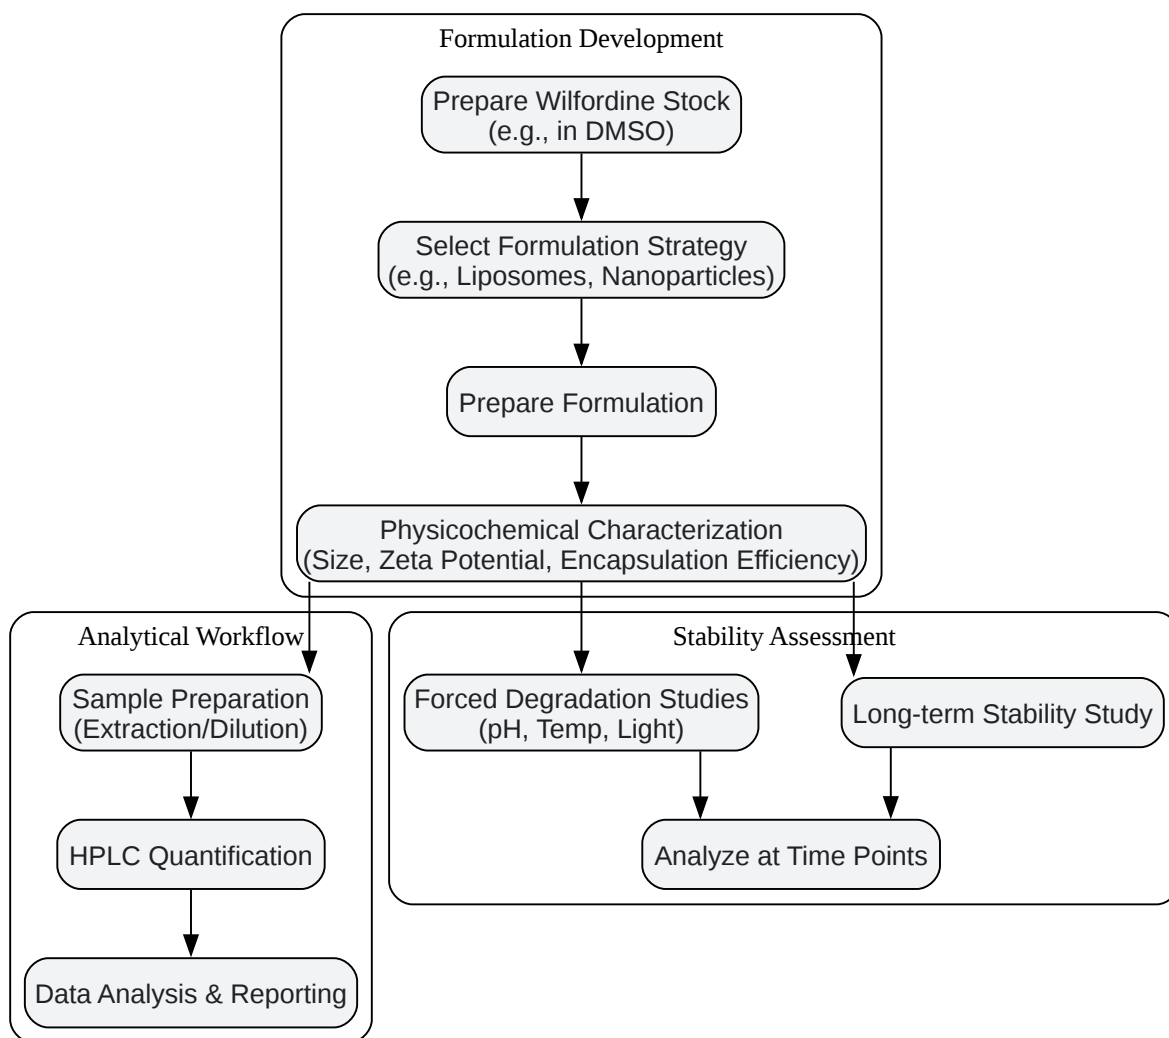 Formulation Development
Prepare Wilfordine Stock
(e.g., in DMSO)
Select Formulation Strategy
(e.g., Liposomes, Nanoparticles)
Prepare Formulation
Physicochemical Characterization
(Size, Zeta Potential, Encapsulation Efficiency)
Analytical Workflow
Sample Preparation
(Extraction/Dilution)
HPLC Quantification
Data Analysis & Reporting
Stability Assessment
Forced Degradation Studies
(pH, Temp, Light)
Long-term Stability Study
Analyze at Time Points